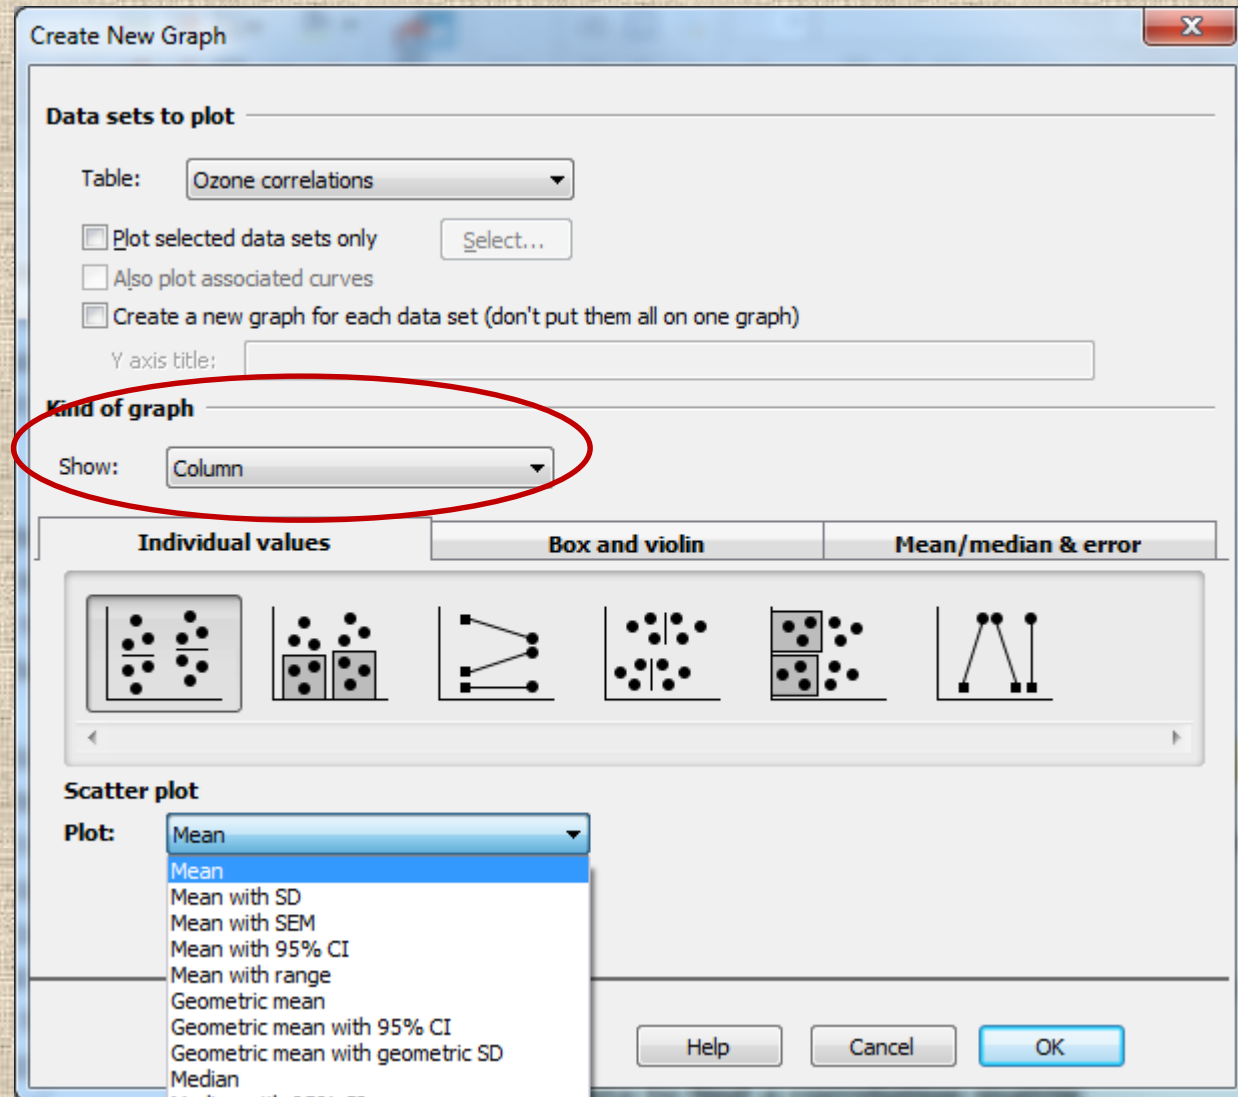 Create New Graph
Data sets to plot
Table: Ozone correlations
Plot selected data sets only Select...
Also plot associated curves
Create a new graph for each data set (don't put them all on one graph)
Y axis title:
Kind of graph
Show: Column
Individual values Box and violin Mean/median & error
Scatter plot
Plot: Mean
Mean
Mean with SD
Mean with SEM
Mean with 95% CI
Mean with range
Geometric mean
Geometric mean with 95% CI
Geometric mean with geometric SD
Help Cancel OK
Median